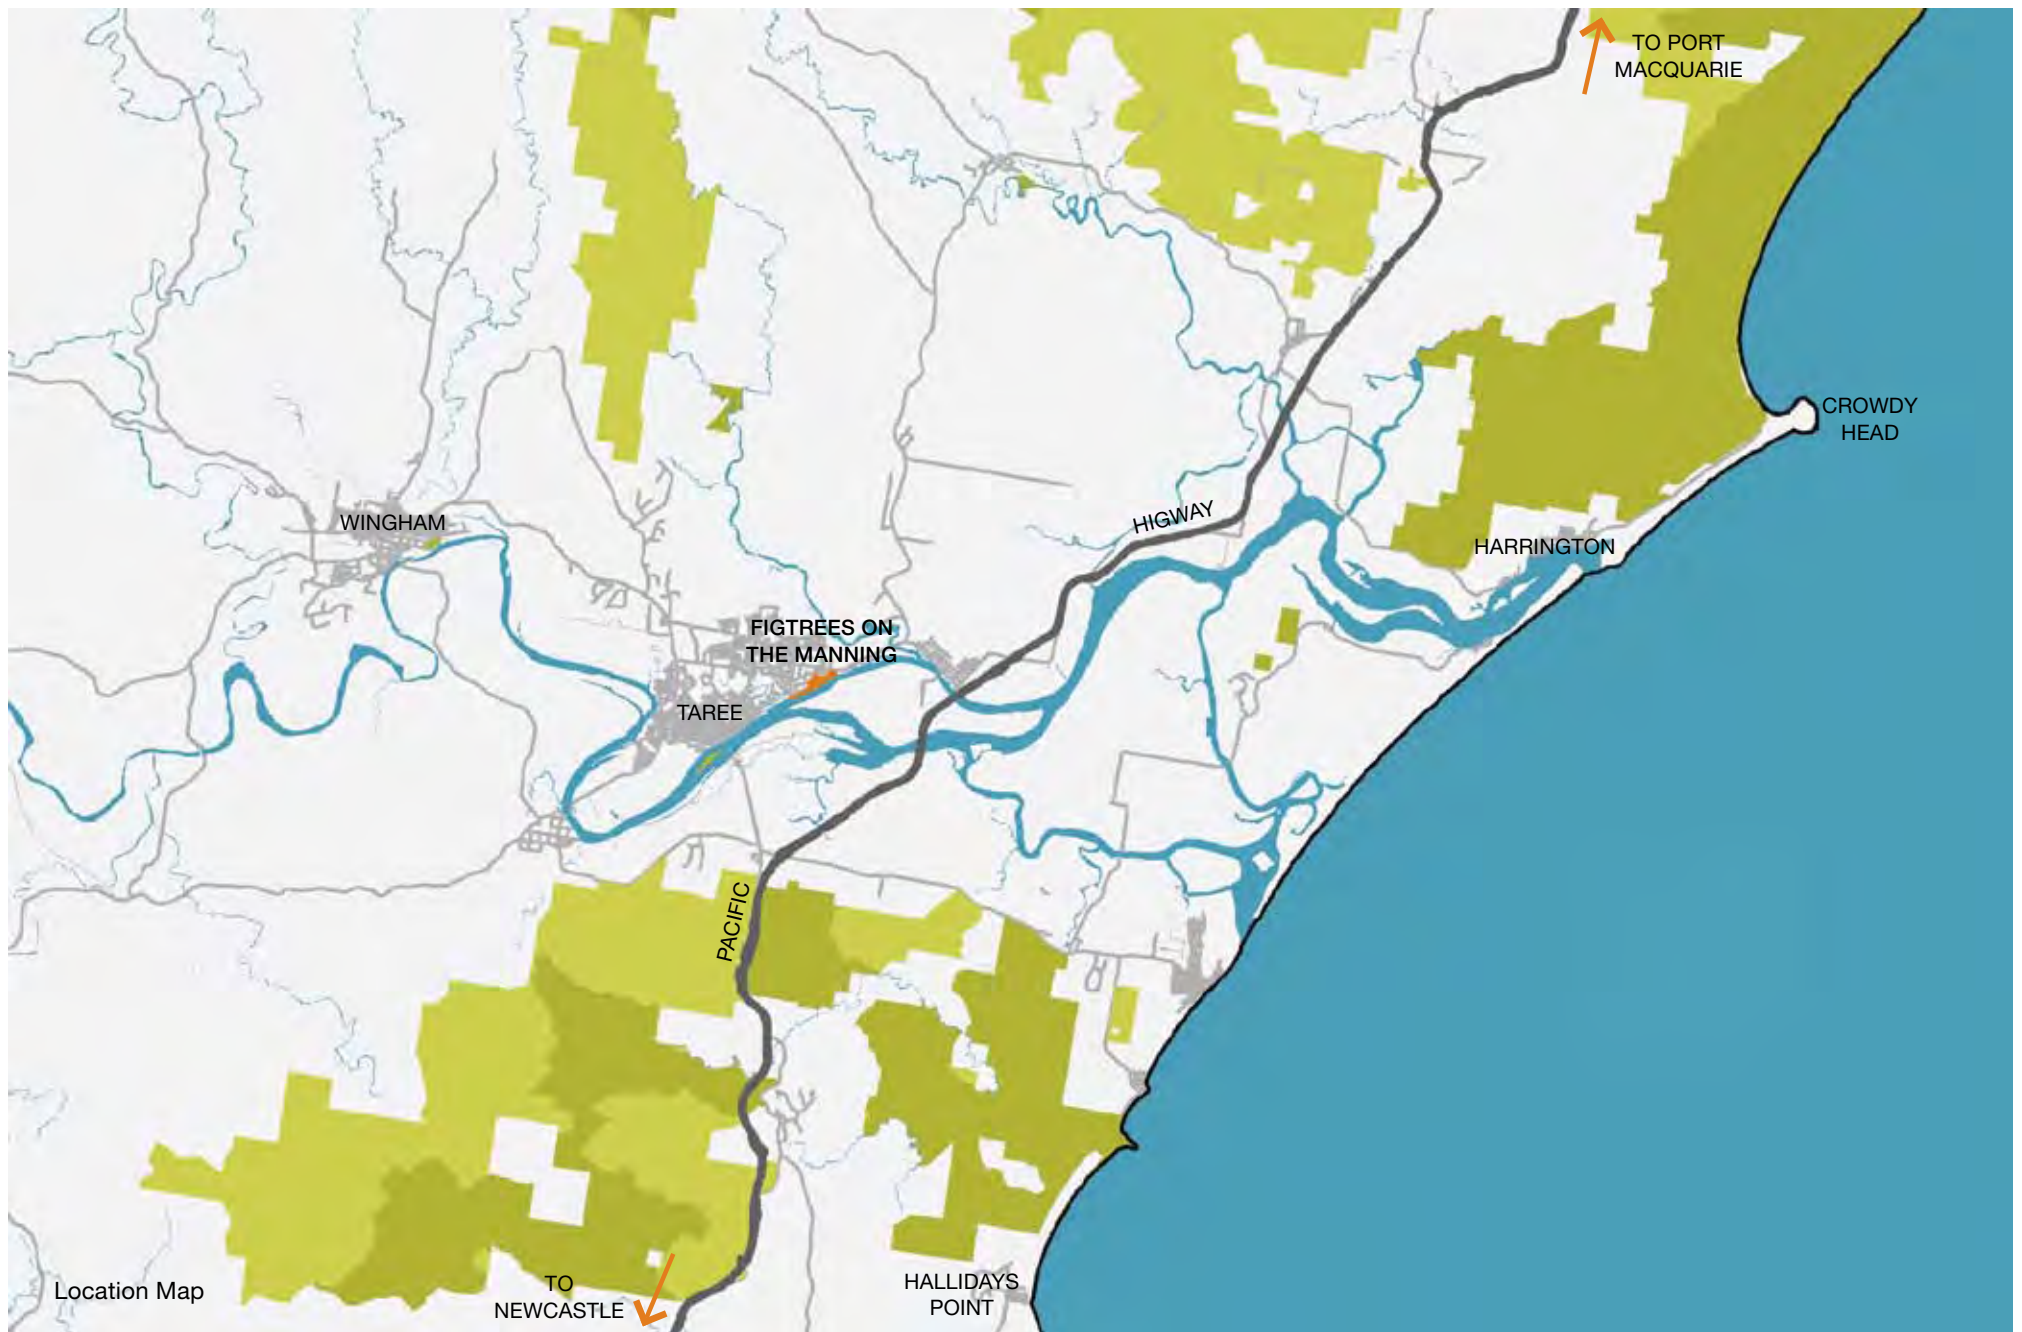 TO PORT
MACQUARIE
CROWDY
HEAD
WINGHAM
HIGWAY
HARRINGTON
FIGTREES ON
THE MANNING
TAREE
PACIFIC
Location Map
TO
NEWCASTLE
HALLIDAYS
POINT